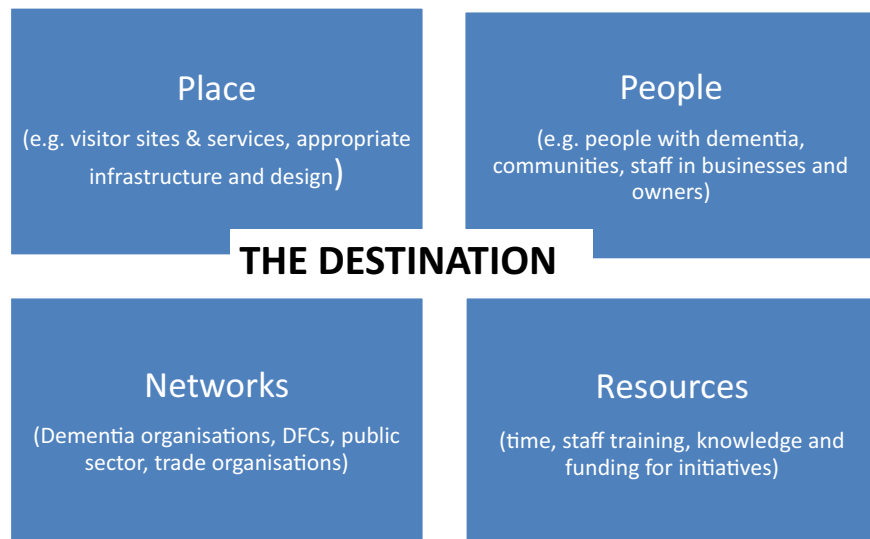 Place
(e.g. visitor sites & services, appropriate
infrastructure and design)
People
(e.g. people with dementia,
communities, staff in businesses and
owners)
THE DESTINATION
Networks
(Dementia organisations, DFCs, public
sector, trade organisations)
Resources
(time, staff training, knowledge and
funding for initiatives)